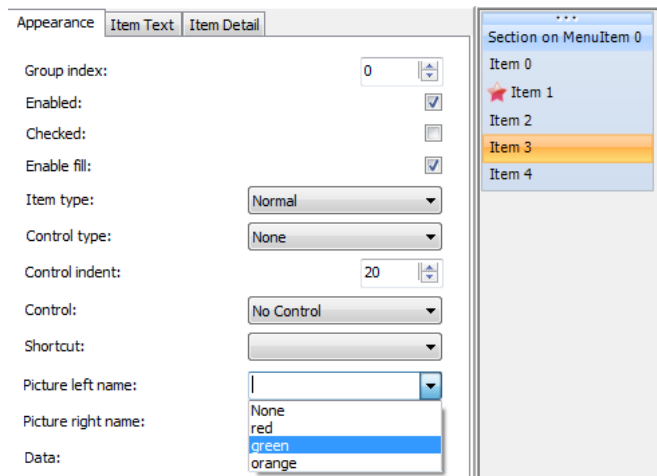 Appearance Item Text Item Detail
Group index: 0
Enabled:
Checked:
Enable fill:
Item type: Normal
Control type: None
Control indent: 20
Control: No Control
Shortcut:
Picture left name:
None
red
green
orange
Picture right name:
Data:
Section on MenuItem 0
Item 0
Item 1
Item 2
Item 3
Item 4